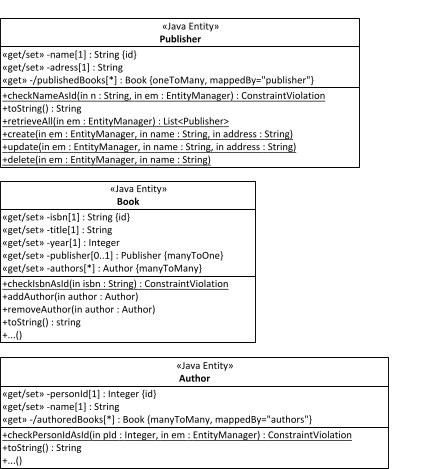 «Java Entity»
Publisher
«get/set» -name[1] : String {id}
«get/set» -adress[1] : String
«get» -/publishedBooks[*] : Book {oneToMany, mappedBy="publisher"}
+checkNameAsId(in n : String, in em : EntityManager) : ConstraintViolation
+toString() : String
+retrieveAll(in em : EntityManager) : List<Publisher>
+create(in em : EntityManager, in name : String, in address : String)
+update(in em : EntityManager, in name : String, in address : String)
+delete(in em : EntityManager, in name : String)
«Java Entity»
Book
«get/set» -isbn[1] : String {id}
«get/set» -title[1] : String
«get/set» -year[1] : Integer
«get/set» -publisher[0..1] : Publisher {manyToOne}
«get/set» -authors[*] : Author {manyToMany}
+checkIsbnAsId(in isbn : String) : ConstraintViolation
+addAuthor(in author : Author)
+removeAuthor(in author : Author)
+toString() : string
+...()
«Java Entity»
Author
«get/set» -personId[1] : Integer {id}
«get/set» -name[1] : String
«get» -/authoredBooks[*] : Book {manyToMany, mappedBy="authors"}
+checkPersonIdAsId(in pId : Integer, in em : EntityManager) : ConstraintViolation
+toString() : String
+...()